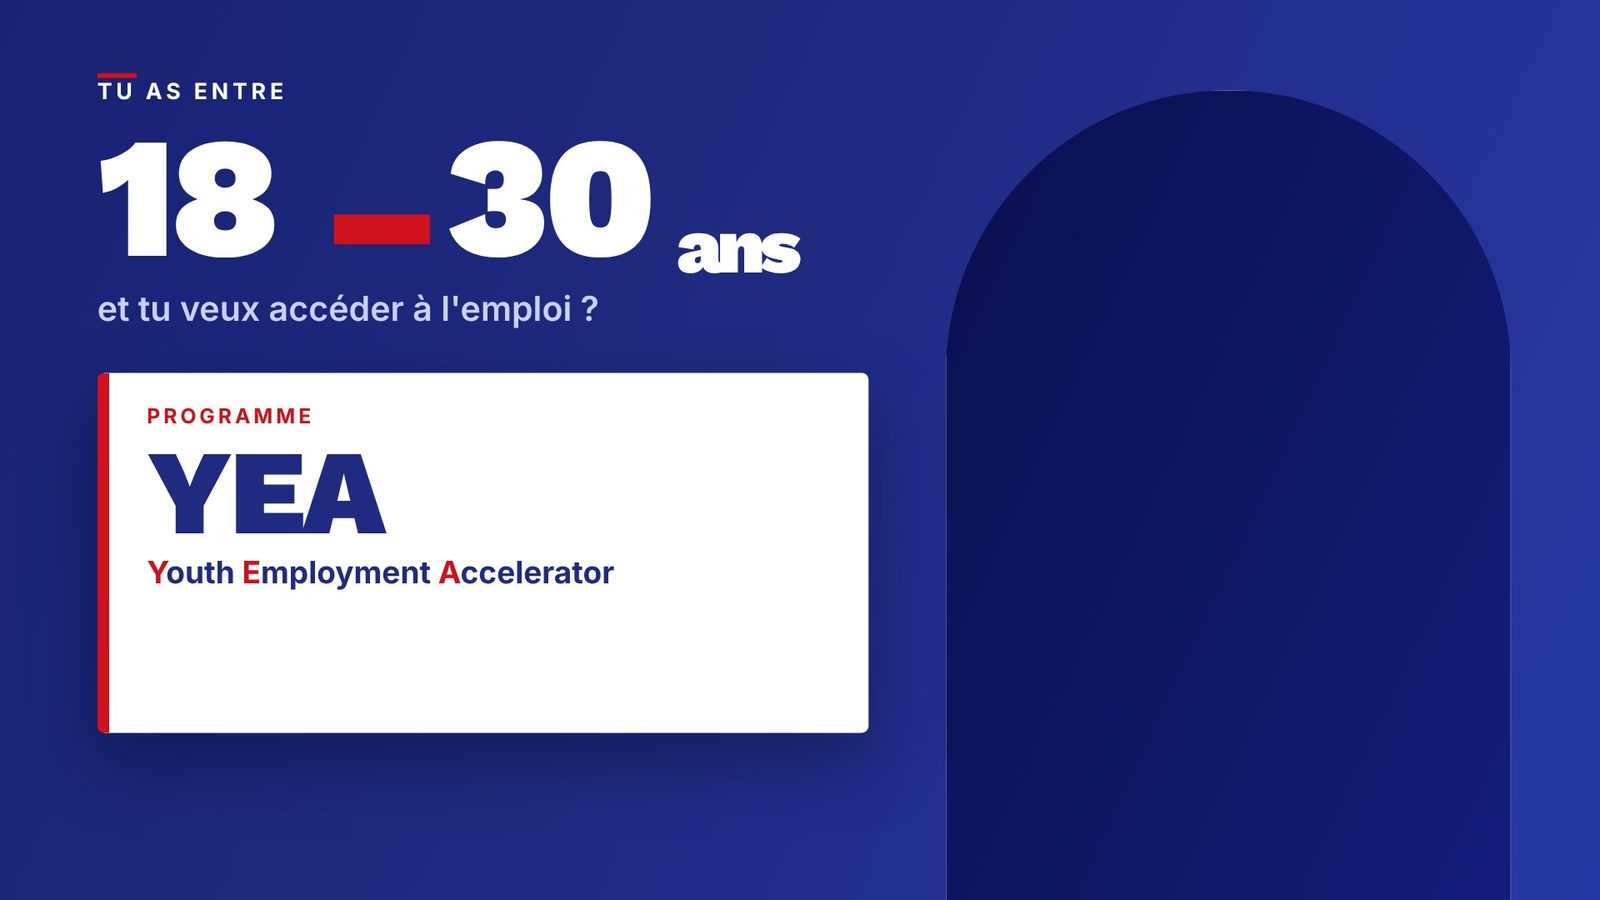 TU AS ENTRE
18 – 30 ans
et tu veux accéder à l'emploi ?
PROGRAMME
YEA
Youth Employment Accelerator